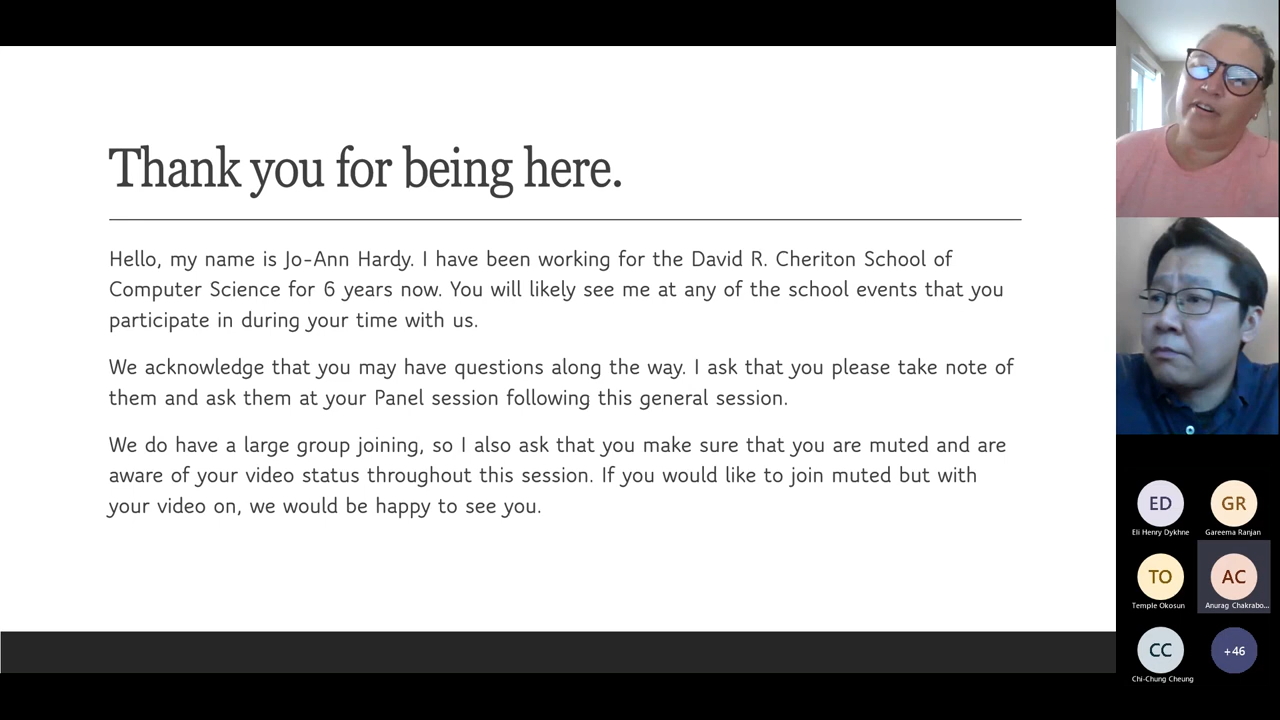 Thank you for being here.
Hello, my name is Jo-Ann Hardy. I have been working for the David R. Cheriton School of
Computer Science for 6 years now. You will likely see me at any of the school events that you
participate in during your time with us.
We acknowledge that you may have questions along the way. I ask that you please take note of
them and ask them at your Panel session following this general session.
We do have a large group joining, so I also ask that you make sure that you are muted and are
aware of your video status throughout this session. If you would like to join muted but with
your video on, we would be happy to see you.
ED
GR
Eli Henry Dykhne
Gareema Ranjan
TO
AC
Temple Okosun
Anurag Chakrabo...
CC
+46
Chi-Chung Cheung